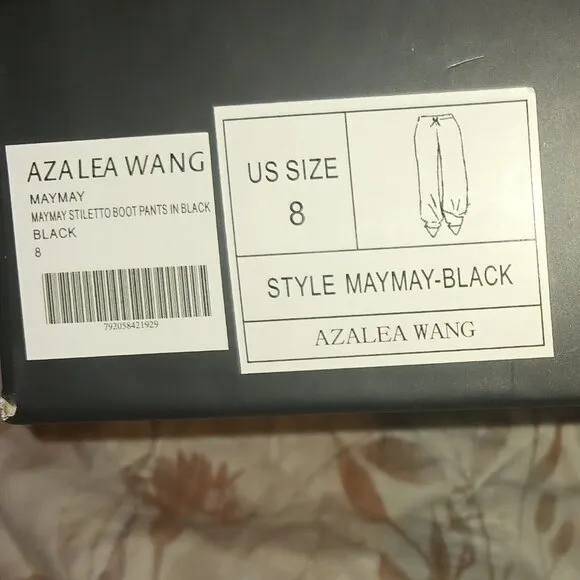 AZALEA WANG
MAYMAY
MAYMAY STILETTO BOOT PANTS IN BLACK
BLACK
8
792058421929
US SIZE
8
STYLE MAYMAY-BLACK
AZALEA WANG